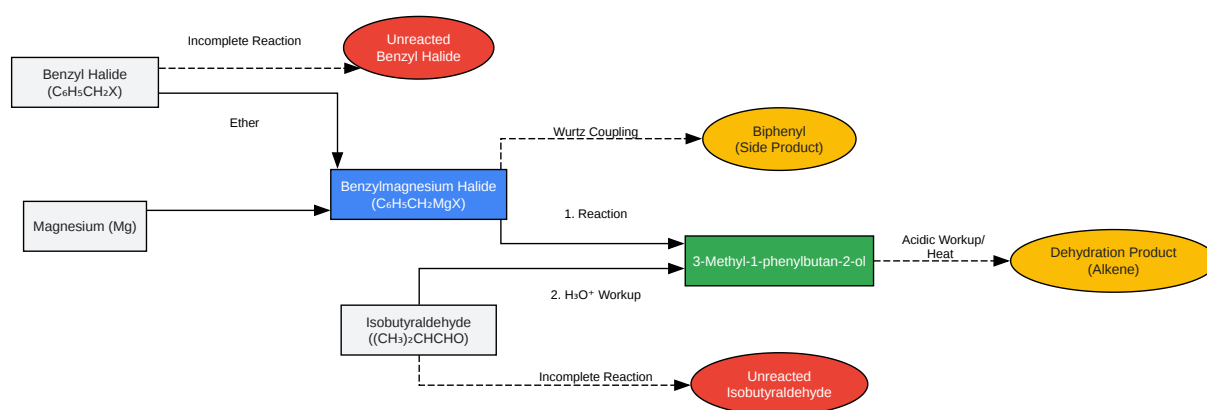 Incomplete Reaction
Unreacted
Benzyl Halide
Benzyl Halide
(C₆H₅CH₂X)
Ether
Wurtz Coupling
Biphenyl
(Side Product)
Benzylmagnesium Halide
(C₆H₅CH₂MgX)
Magnesium (Mg)
1. Reaction
3-Methyl-1-phenylbutan-2-ol
Acidic Workup/
Heat
Dehydration Product
(Alkene)
2. H₃O⁺ Workup
Isobutyraldehyde
((CH₃)₂CHCHO)
Incomplete Reaction
Unreacted
Isobutyraldehyde